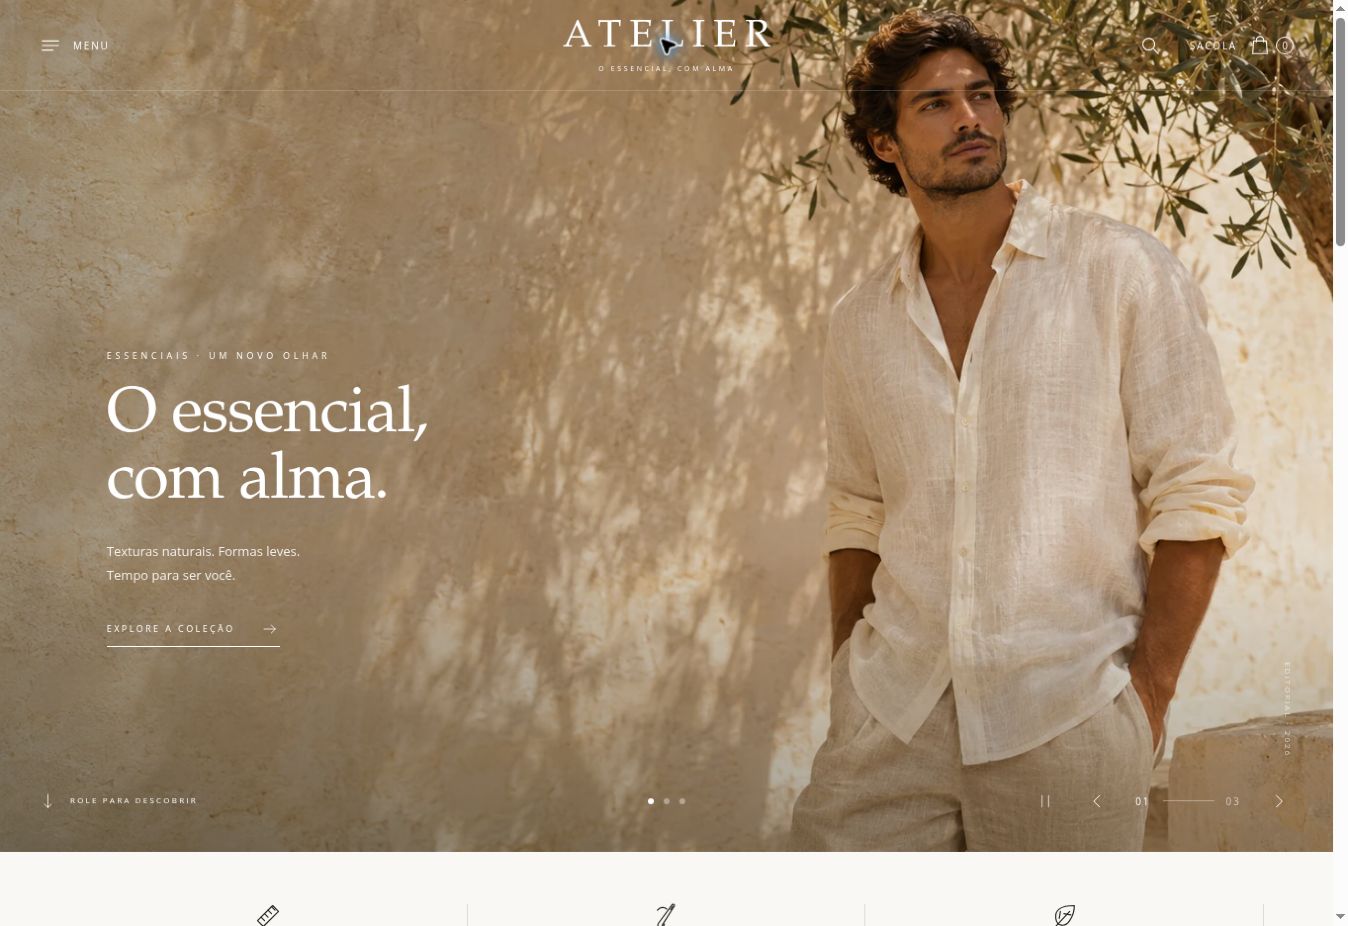 MENU
ATELIER
O ESSENCIAL, COM ALMA
SACOLA
0
ESSENCIAIS · UM NOVO OLHAR
O essencial,
com alma.
Texturas naturais. Formas leves.
Tempo para ser você.
EXPLORE A COLEÇÃO
EDITORIAL / 2026
ROLE PARA DESCOBRIR
01
03